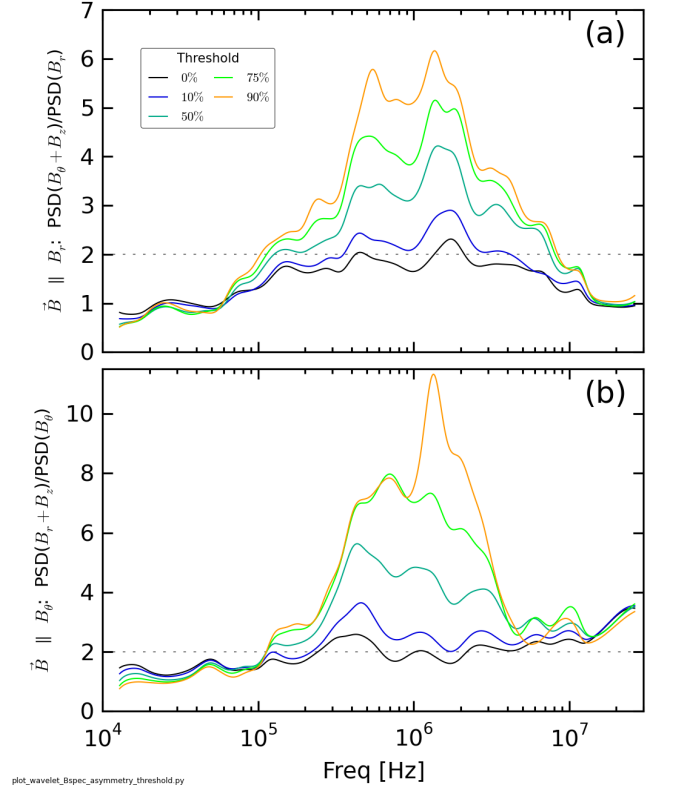 (a)
Threshold
0% 75%
10% 90%
50%
7
6
5
4
3
2
1
0
B⃗ ∥ B_r: PSD(B_θ + B_z)/PSD(B_r)
(b)
10
8
6
4
2
0
B⃗ ∥ B_θ: PSD(B_r + B_z)/PSD(B_θ)
10^4 10^5 10^6 10^7
Freq [Hz]
plot_wavelet_Bspec_asymmetry_threshold.py